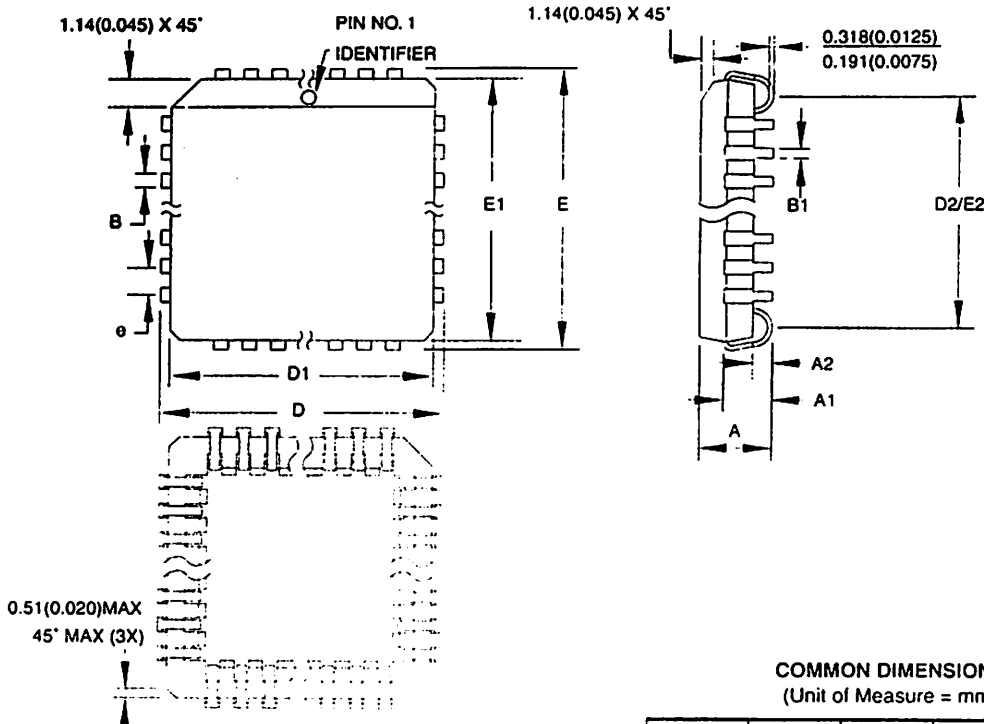 1.14(0.045) X 45°
PIN NO. 1
IDENTIFIER
1.14(0.045) X 45°
0.318(0.0125)
0.191(0.0075)
B
e
E1
E
D1
D
B1
D2/E2
A2
A1
A
0.51(0.020)MAX
45° MAX (3X)
COMMON DIMENSION
(Unit of Measure = mm